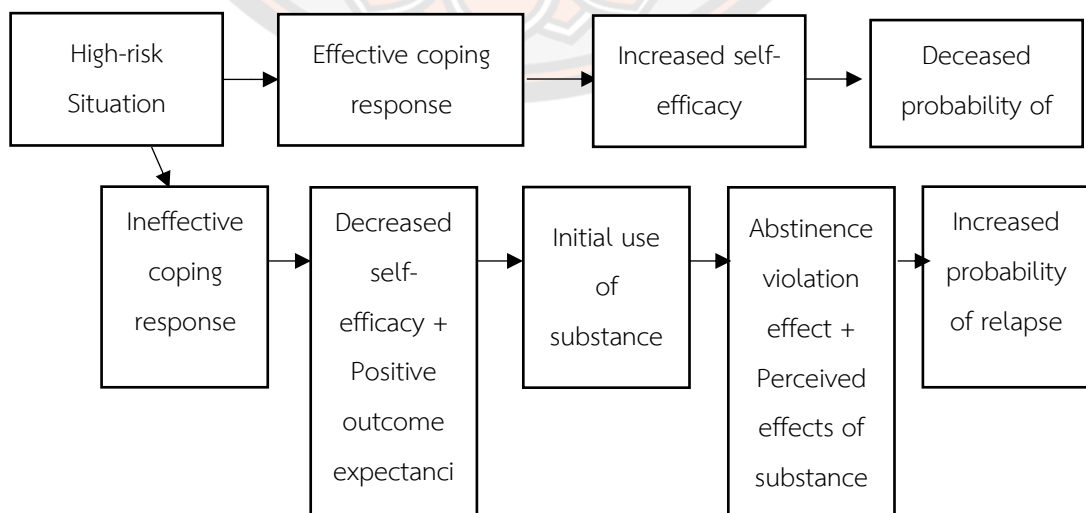 High-risk
Situation
Effective coping
response
Increased self-
efficacy
Deceased
probability of
Ineffective
coping
response
Decreased
self-
efficacy +
Positive
outcome
expectanci
Initial use
of
substance
Abstinence
violation
effect +
Perceived
effects of
substance
Increased
probability
of relapse